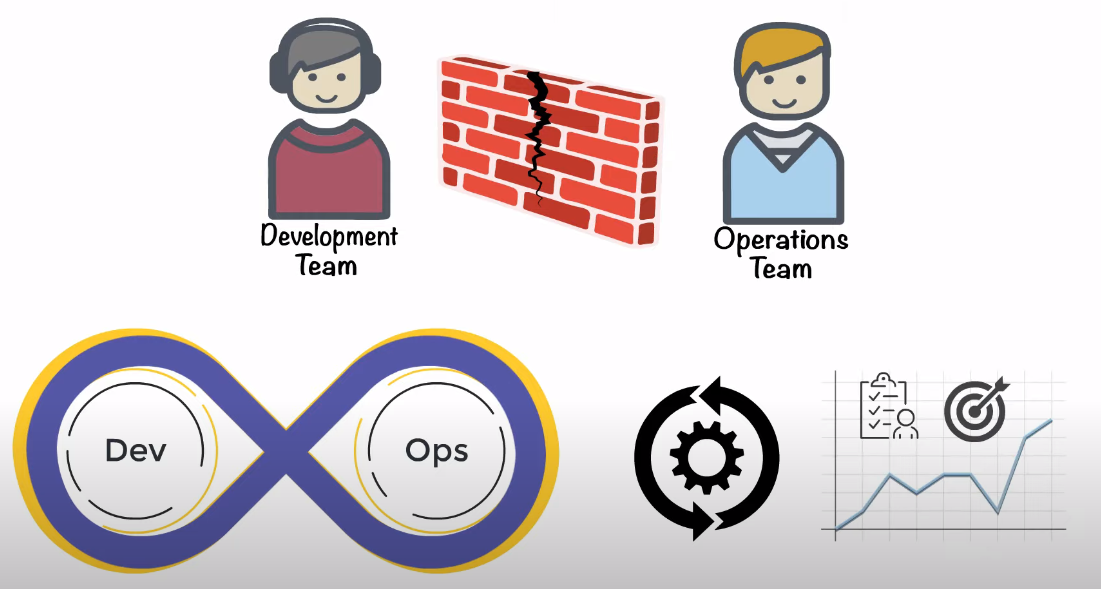 Development
Team
Operations
Team
Dev
Ops